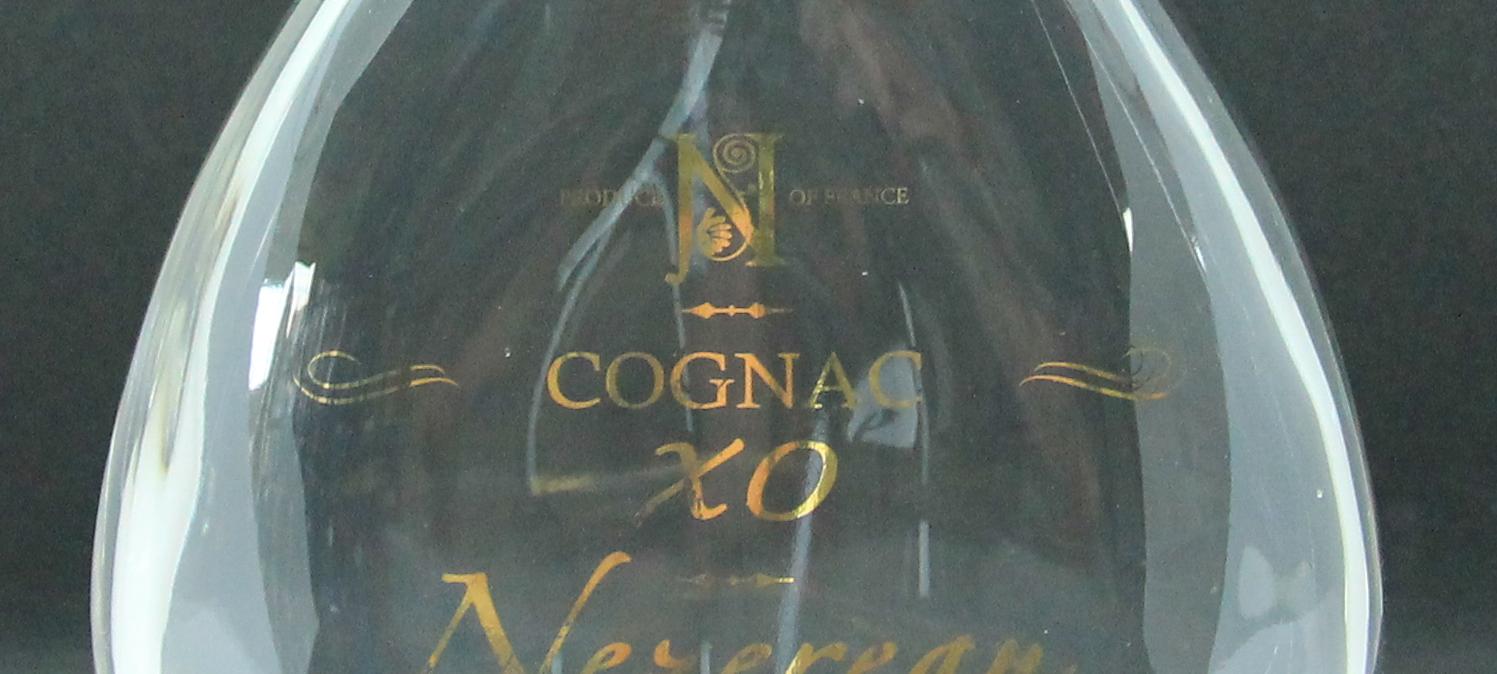 N
PRODUCE OF FRANCE
COGNAC
XO